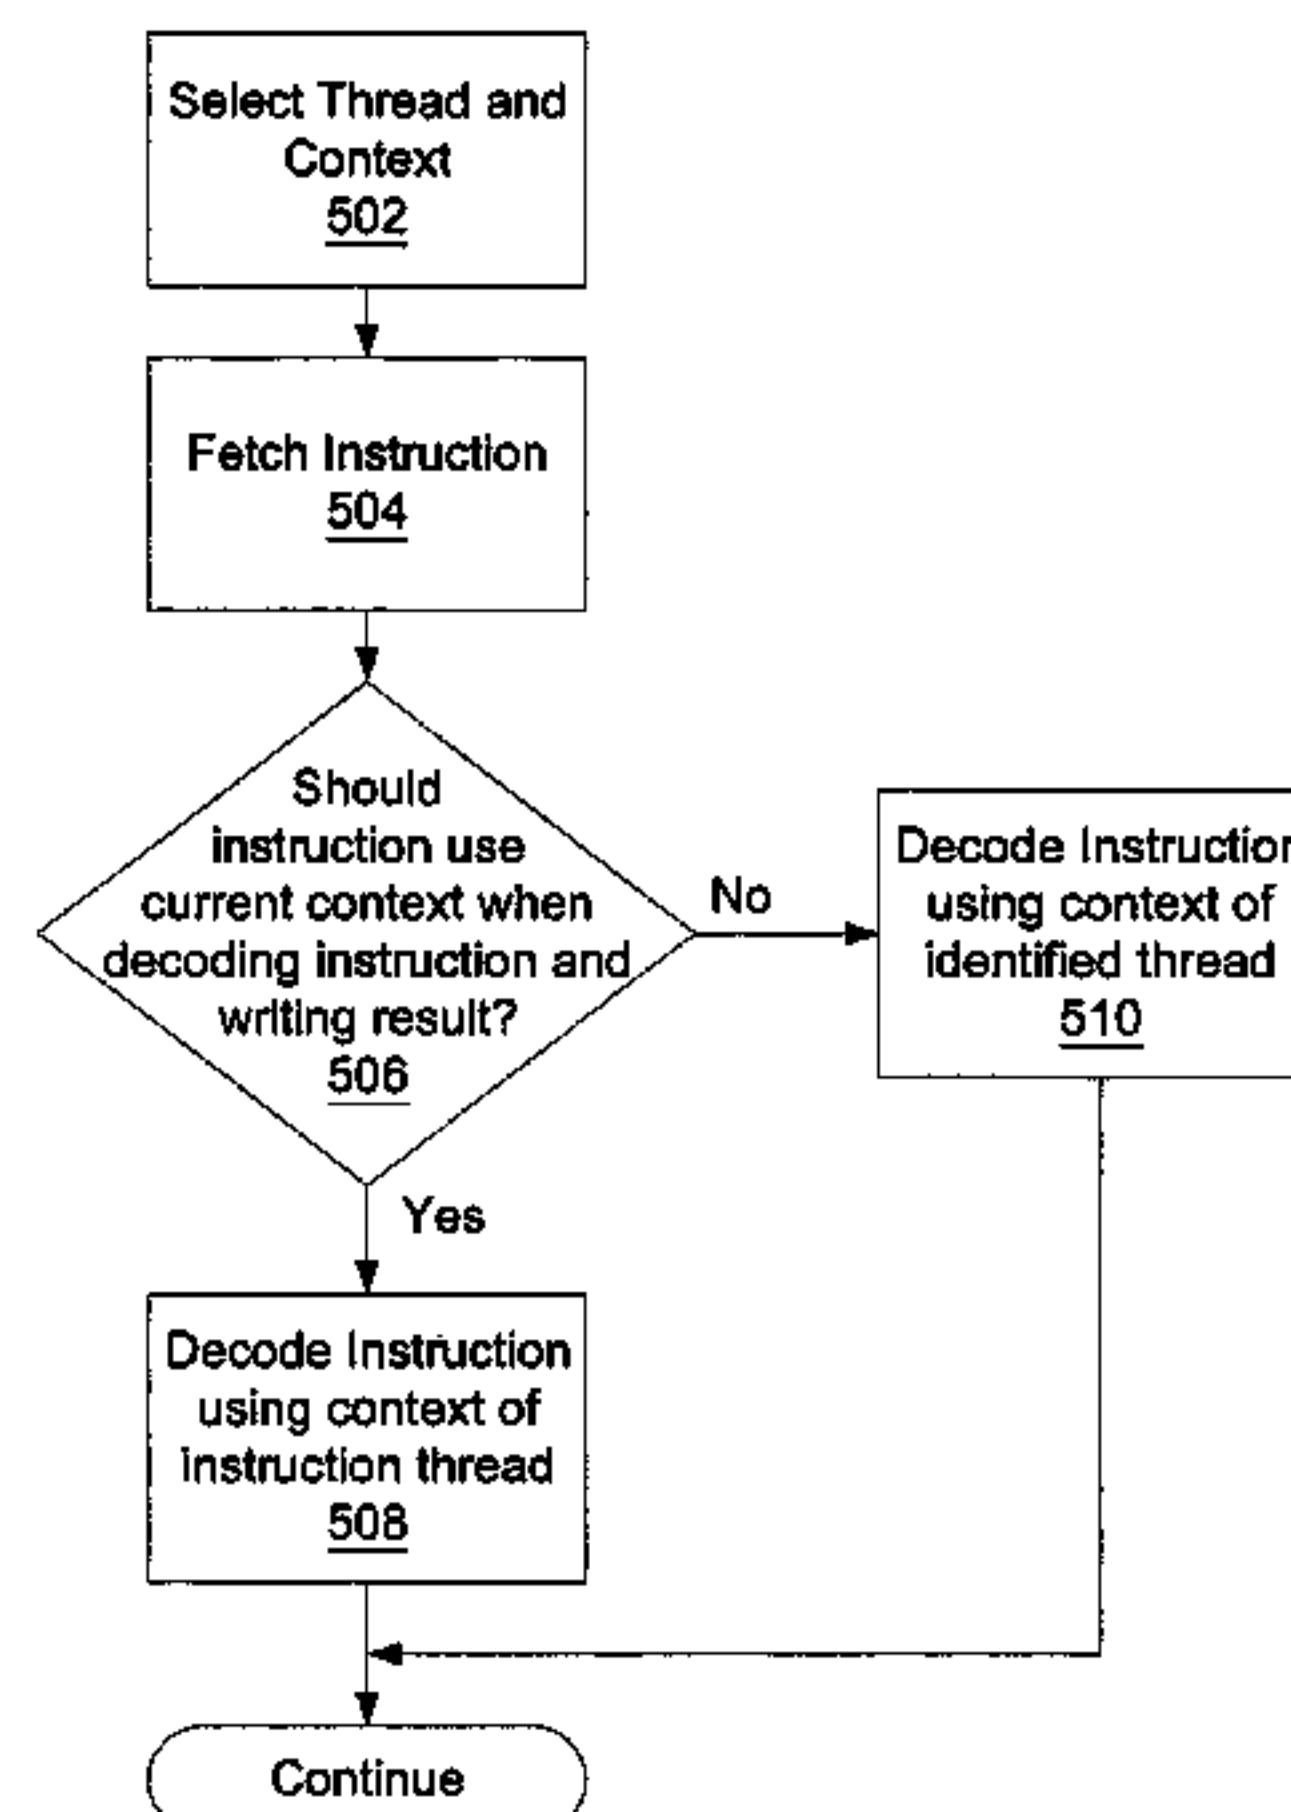 Select Thread and
Context
502
Fetch Instruction
504
Should
instruction use
current context when
decoding instruction and
writing result?
506
No
Decode Instruction
using context of
identified thread
510
Yes
Decode Instruction
using context of
instruction thread
508
Continue